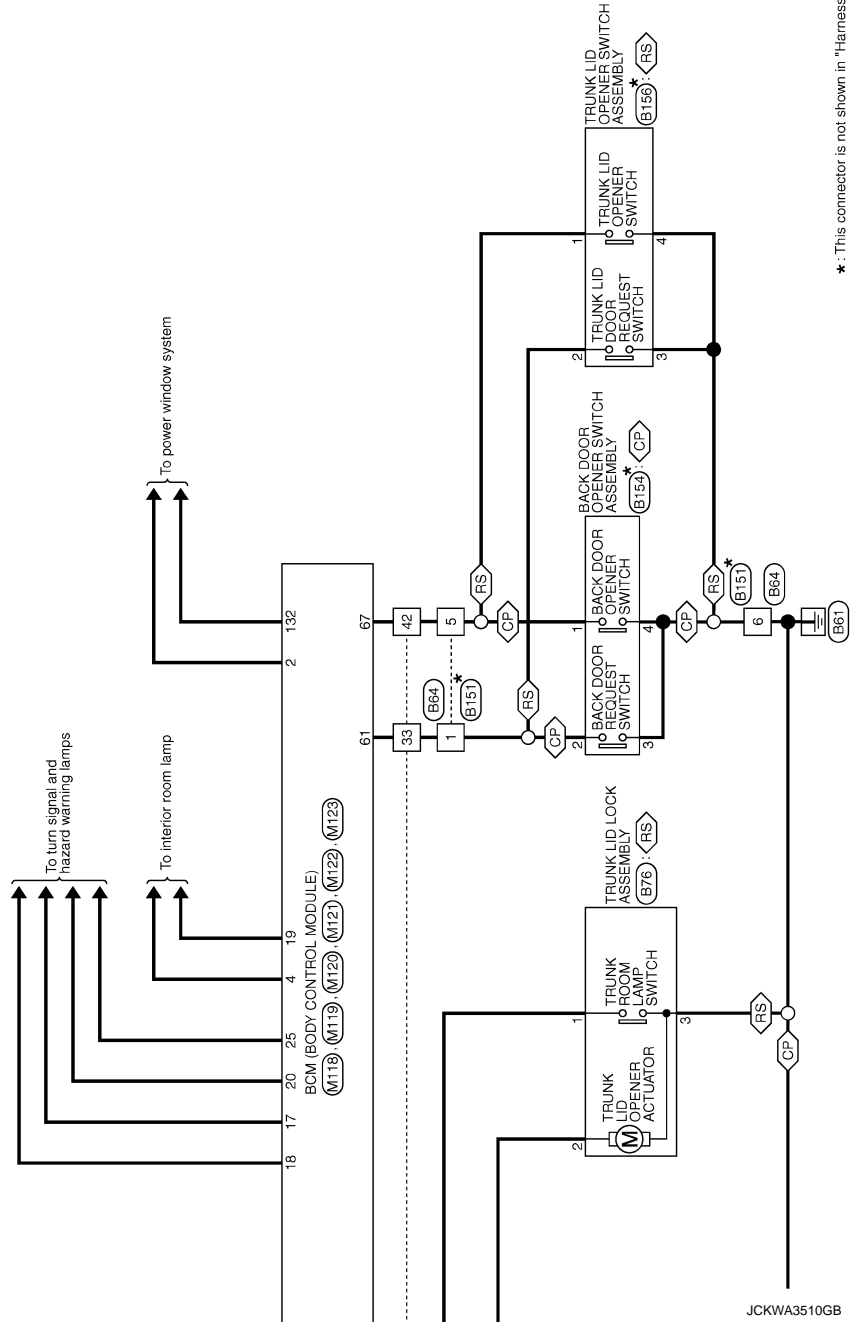 To turn signal and
hazard warning lamps
To interior room lamp
To power window system
18
17
20
25
4
19
2
132
BCM (BODY CONTROL MODULE)
M118 , M119 , M120 , M121 , M122 , M123
61
67
33
42
B64
1
5
B151
*
RS
CP
RS
CP
TRUNK LID LOCK
ASSEMBLY
B76 : RS
2
1
TRUNK
LID
OPENER
ACTUATOR
M
TRUNK
ROOM
LAMP
SWITCH
3
RS
CP
BACK DOOR
OPENER SWITCH
ASSEMBLY
*
B154 : CP
2
1
BACK DOOR
REQUEST
SWITCH
BACK DOOR
OPENER
SWITCH
3
4
CP
RS
*
B151
6
B64
B61
TRUNK LID
OPENER SWITCH
ASSEMBLY
*
B156 : RS
2
1
TRUNK LID
DOOR
REQUEST
SWITCH
TRUNK LID
OPENER
SWITCH
3
4
* : This connector is not shown in "Harness
JCKWA3510GB